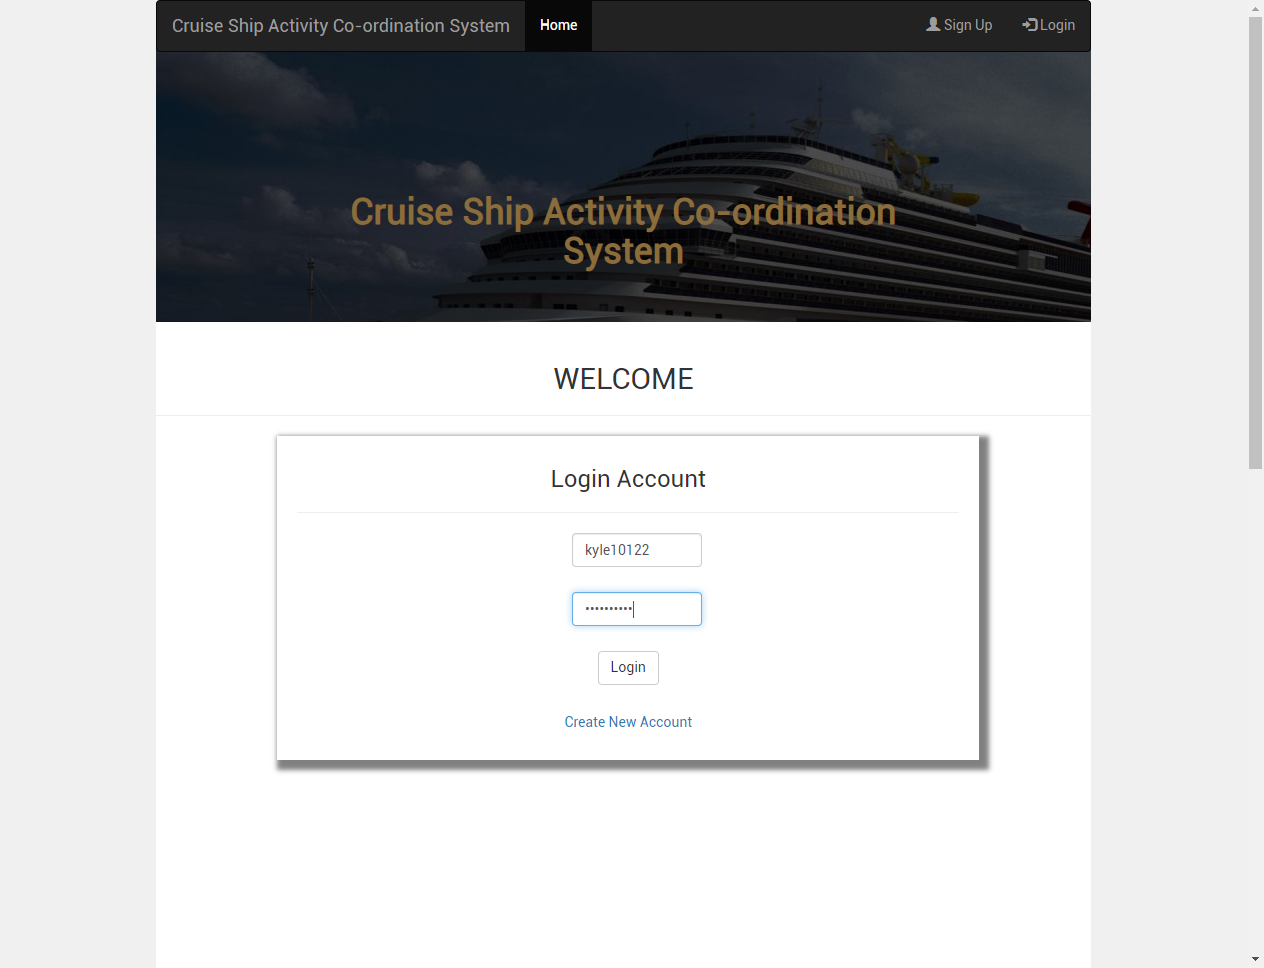 Cruise Ship Activity Co-ordination System Home Sign Up Login
Cruise Ship Activity Co-ordination
System
WELCOME
Login Account
kyle10122
••••••••••
Login
Create New Account